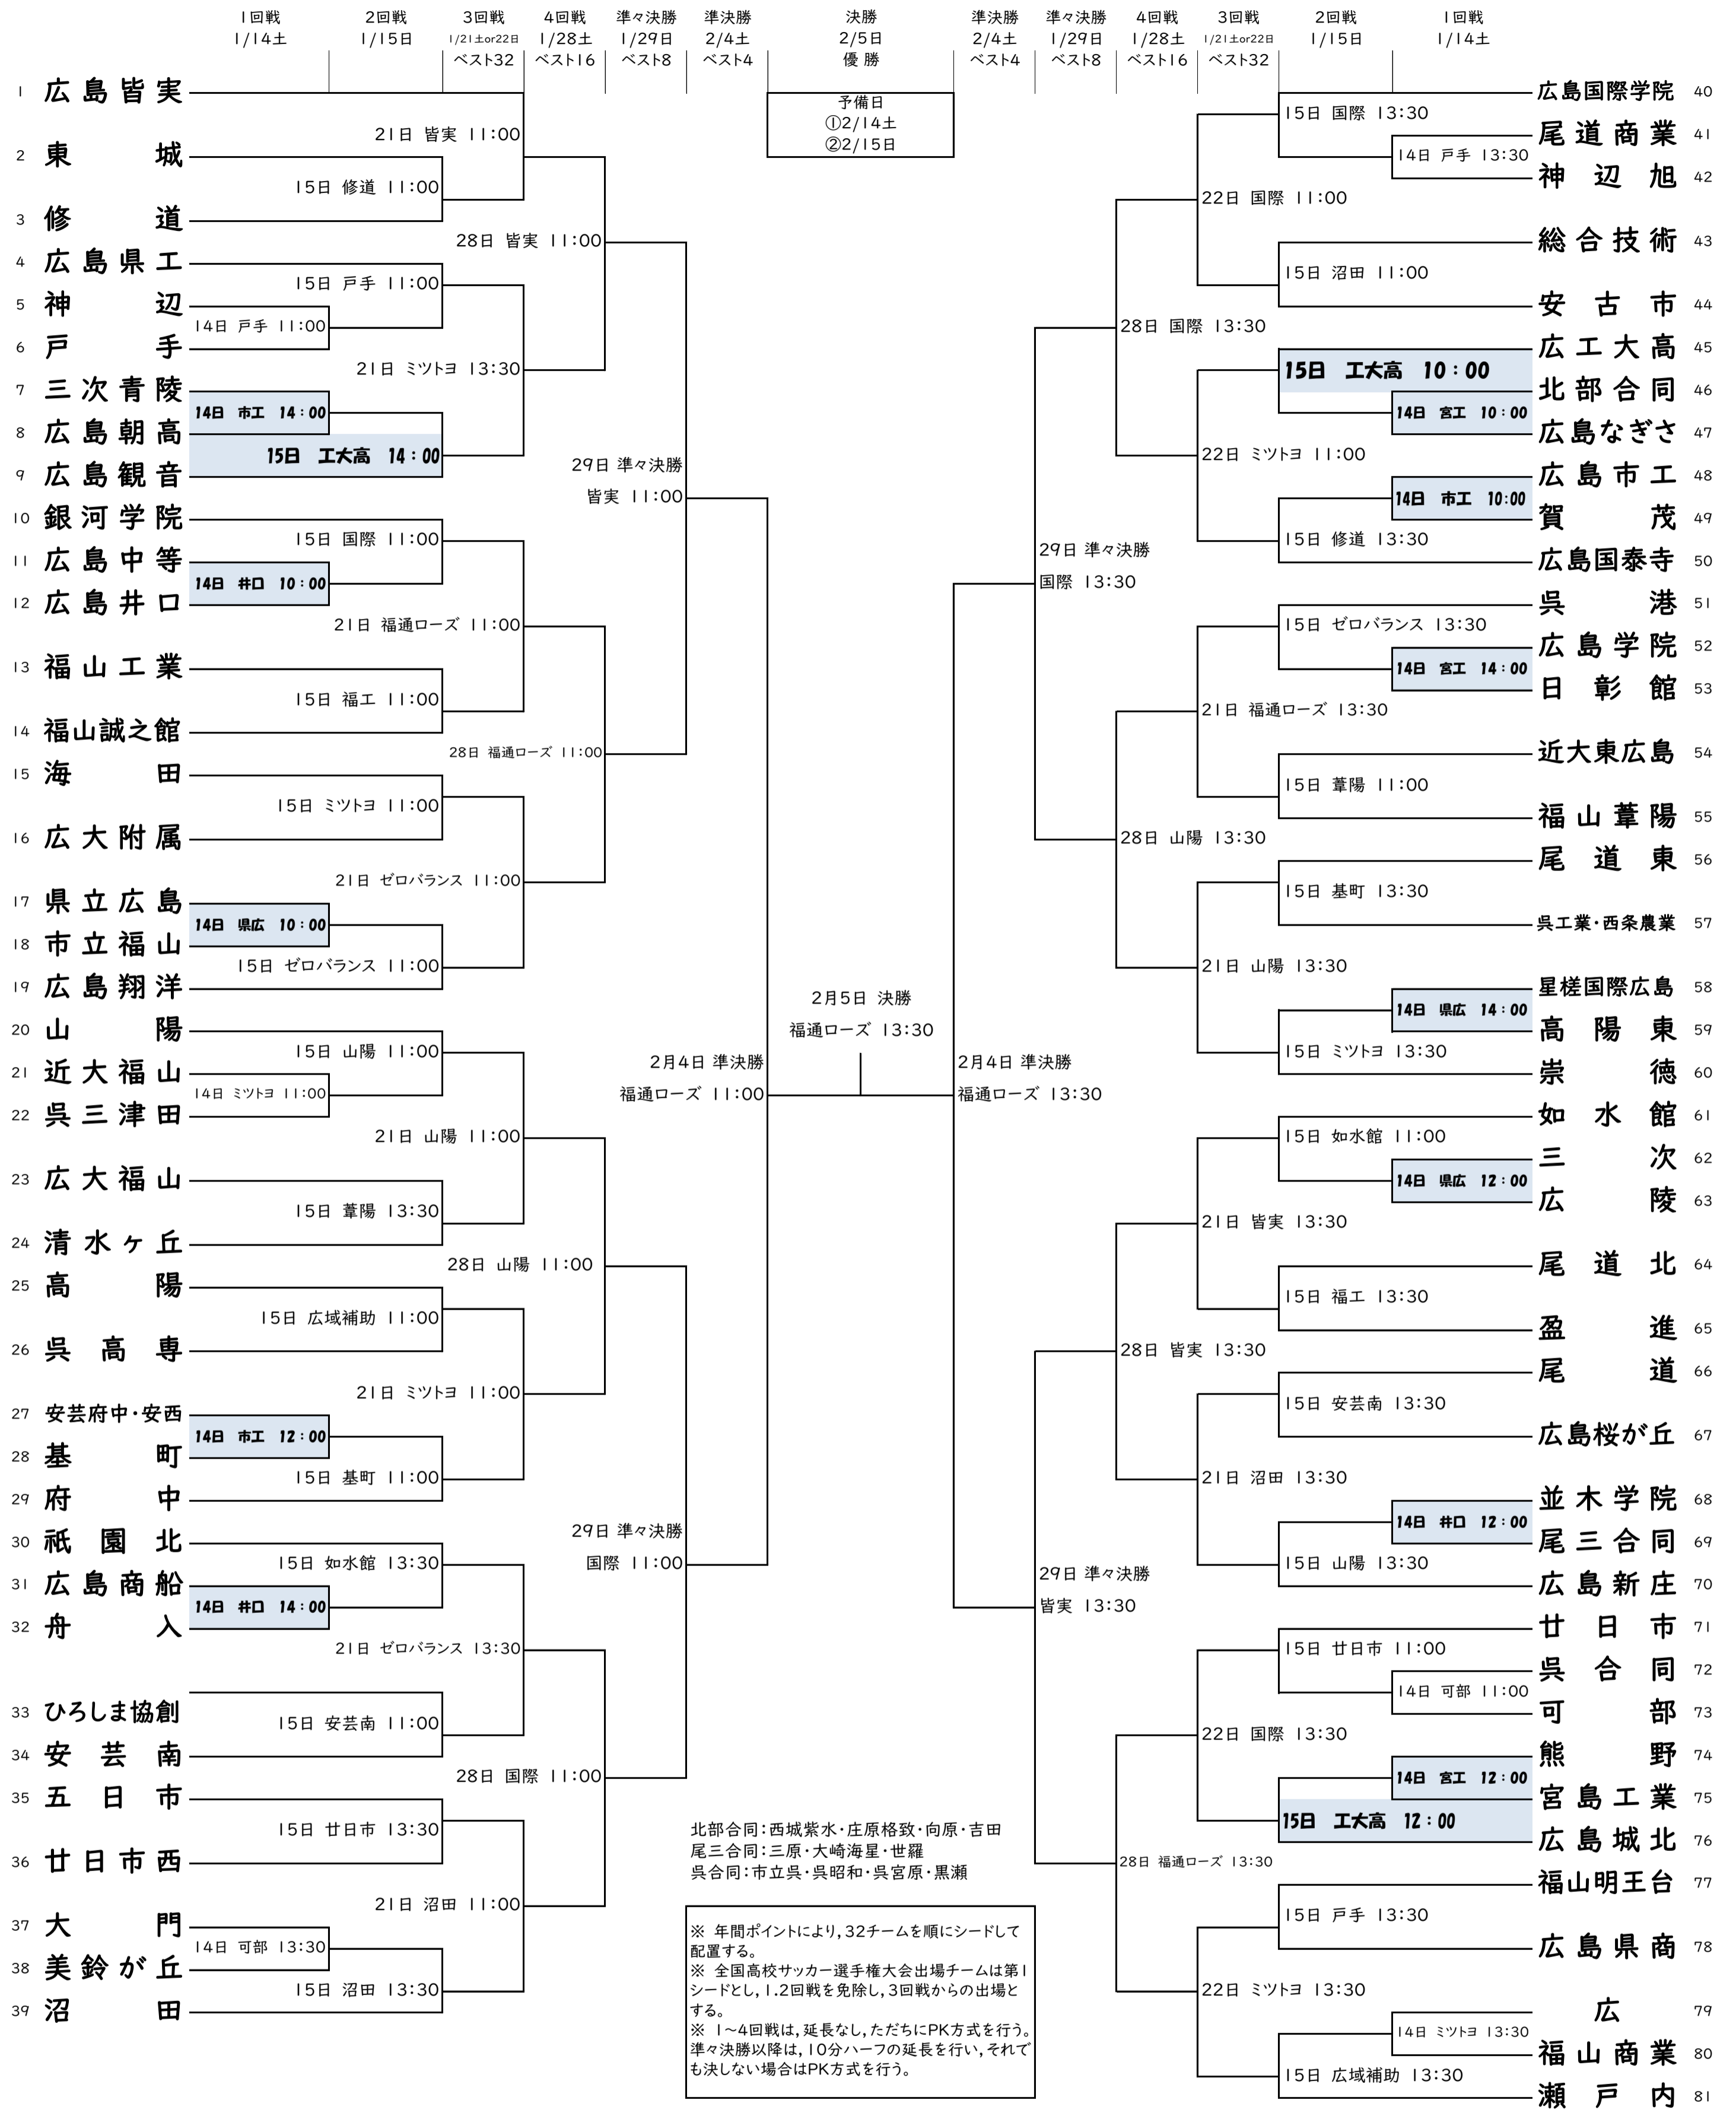 1回戦 2回戦 3回戦 4回戦 準々決勝 準決勝 決勝 準決勝 準々決勝 4回戦 3回戦 2回戦 1回戦
1/14土 1/15日 1/21土or22日 1/28土 1/29日 2/4土 2/5日 2/4土 1/29日 1/28土 1/21土or22日 1/15日 1/14土
ベスト32 ベスト16 ベスト8 ベスト4 優勝 ベスト4 ベスト8 ベスト16 ベスト32
予備日
①2/14土
②2/15日
1 広島皆実
21日 皆実 11:00
2 東城
15日 修道 11:00
3 修道
28日 皆実 11:00
4 広島県工
15日 戸手 11:00
5 神辺
14日 戸手 11:00
6 戸手
21日 ミツトヨ 13:30
7 三次青陵
14日 市工 14:00
8 広島朝高
15日 工大高 14:00
9 広島観音
29日 準々決勝
皆実 11:00
10 銀河学院
15日 国際 11:00
11 広島中等
14日 井口 10:00
12 広島井口
21日 福通ローズ 11:00
13 福山工業
15日 福工 11:00
14 福山誠之館
28日 福通ローズ 11:00
15 海田
15日 ミツトヨ 11:00
16 広大附属
21日 ゼロバランス 11:00
17 県立広島
14日 県広 10:00
18 市立福山
15日 ゼロバランス 11:00
19 広島翔洋
20 山陽
15日 山陽 11:00
21 近大福山
14日 ミツトヨ 11:00
22 呉三津田
2月4日 準決勝
福通ローズ 11:00
21日 山陽 11:00
23 広大福山
15日 葦陽 13:30
24 清水ヶ丘
28日 山陽 11:00
25 高陽
15日 広域補助 11:00
26 呉高専
21日 ミツトヨ 11:00
27 安芸府中・安西
14日 市工 12:00
28 基町
15日 基町 11:00
29 府中
29日 準々決勝
国際 11:00
30 祇園北
15日 如水館 13:30
31 広島商船
14日 井口 14:00
32 舟入
21日 ゼロバランス 13:30
33 ひろしま協創
15日 安芸南 11:00
34 安芸南
28日 国際 11:00
35 五日市
15日 廿日市 13:30
36 廿日市西
21日 沼田 11:00
37 大門
14日 可部 13:30
38 美鈴が丘
15日 沼田 13:30
39 沼田
2月5日 決勝
福通ローズ 13:30
広島国際学院 40
15日 国際 13:30
尾道商業 41
14日 戸手 13:30
神辺旭 42
22日 国際 11:00
総合技術 43
15日 沼田 11:00
安古市 44
28日 国際 13:30
広工大高 45
15日 工大高 10:00
北部合同 46
14日 宮工 10:00
広島なぎさ 47
22日 ミツトヨ 11:00
広島市工 48
14日 市工 10:00
賀茂 49
15日 修道 13:30
広島国泰寺 50
29日 準々決勝
国際 13:30
呉港 51
15日 ゼロバランス 13:30
広島学院 52
14日 宮工 14:00
日彰館 53
21日 福通ローズ 13:30
近大東広島 54
15日 葦陽 11:00
福山葦陽 55
28日 山陽 13:30
尾道東 56
15日 基町 13:30
呉工業・西条農業 57
21日 山陽 13:30
星槎国際広島 58
14日 県広 14:00
高陽東 59
15日 ミツトヨ 13:30
崇徳 60
2月4日 準決勝
福通ローズ 13:30
如水館 61
15日 如水館 11:00
三次 62
14日 県広 12:00
広陵 63
21日 皆実 13:30
尾道北 64
15日 福工 13:30
盈進 65
28日 皆実 13:30
尾道 66
15日 安芸南 13:30
広島桜が丘 67
21日 沼田 13:30
並木学院 68
14日 井口 12:00
尾三合同 69
15日 山陽 13:30
広島新庄 70
29日 準々決勝
皆実 13:30
廿日市 71
15日 廿日市 11:00
呉合同 72
14日 可部 11:00
可部 73
22日 国際 13:30
熊野 74
14日 宮工 12:00
宮島工業 75
15日 工大高 12:00
広島城北 76
28日 福通ローズ 13:30
福山明王台 77
15日 戸手 13:30
広島県商 78
22日 ミツトヨ 13:30
広 79
14日 ミツトヨ 13:30
福山商業 80
15日 広域補助 13:30
瀬戸内 81
北部合同:西城紫水・庄原格致・向原・吉田
尾三合同:三原・大崎海星・世羅
呉合同:市立呉・呉昭和・呉宮原・黒瀬
※ 年間ポイントにより,32チームを順にシードして
配置する。
※ 全国高校サッカー選手権大会出場チームは第1
シードとし,1.2回戦を免除し,3回戦からの出場と
する。
※ 1~4回戦は,延長なし,ただちにPK方式を行う。
準々決勝以降は,10分ハーフの延長を行い,それで
も決しない場合はPK方式を行う。